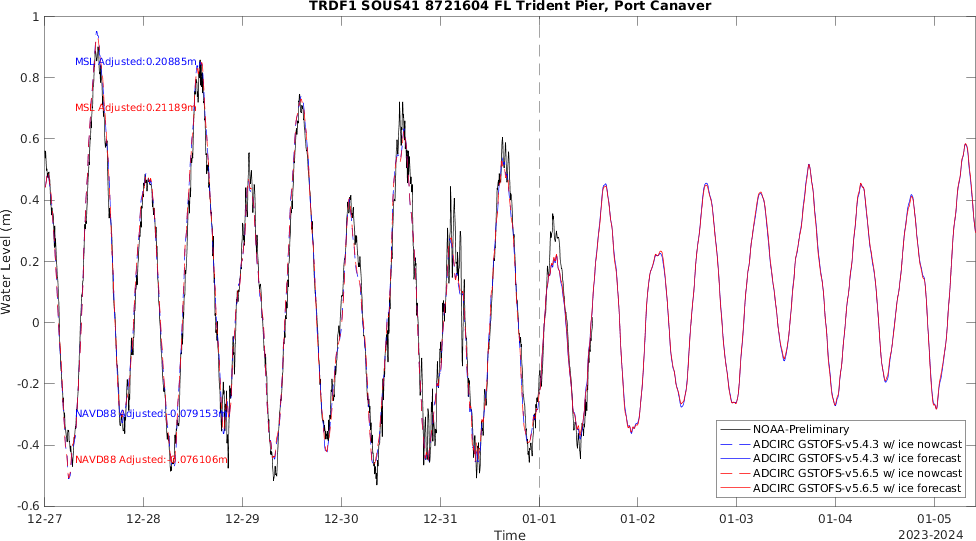 TRDF1 SOUS41 8721604 FL Trident Pier, Port Canaver
Water Level (m)
1
0.8
0.6
0.4
0.2
0
-0.2
-0.4
-0.6
MSL Adjusted:0.20885m
MSL Adjusted:0.21189m
NAVD88 Adjusted:-0.079153m
NAVD88 Adjusted:-0.076106m
NOAA-Preliminary
ADCIRC GSTOFS-v5.4.3 w/ ice nowcast
ADCIRC GSTOFS-v5.4.3 w/ ice forecast
ADCIRC GSTOFS-v5.6.5 w/ ice nowcast
ADCIRC GSTOFS-v5.6.5 w/ ice forecast
12-27 12-28 12-29 12-30 12-31 01-01 01-02 01-03 01-04 01-05
Time
2023-2024